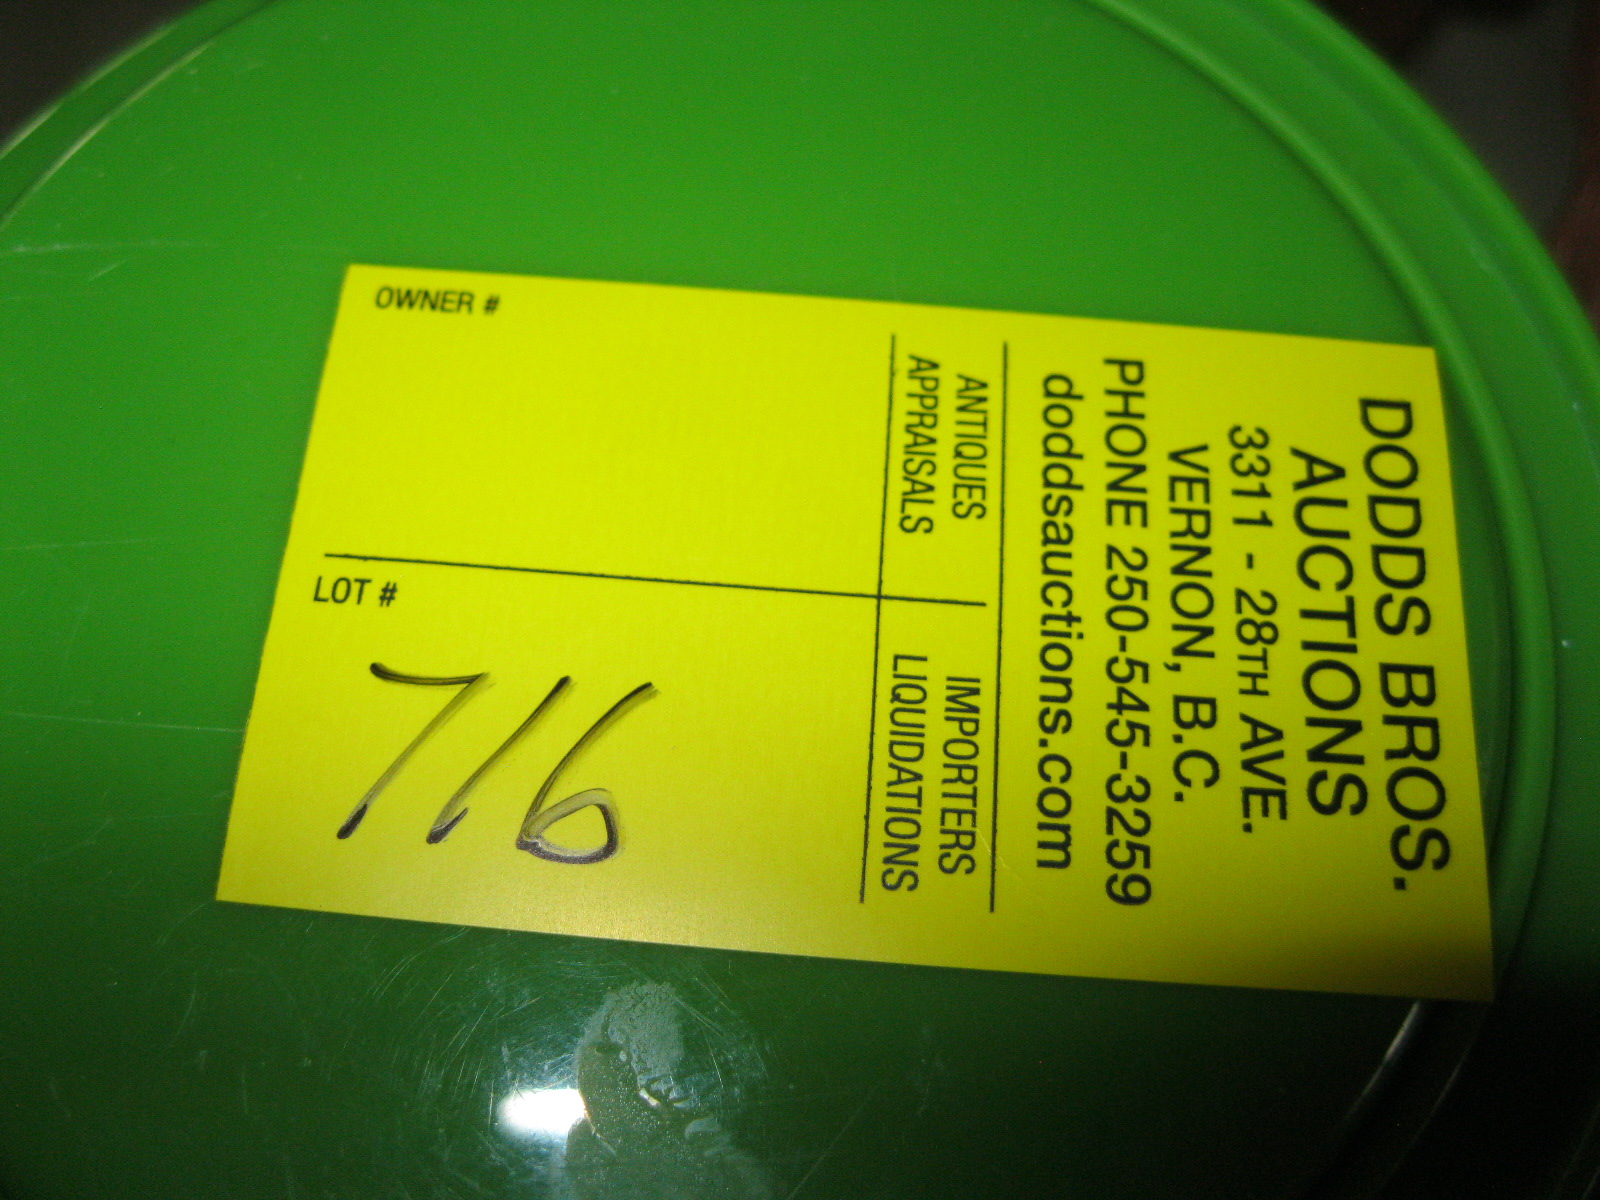 DODDS BROS.
AUCTIONS
3311 - 28TH AVE.
VERNON, B.C.
PHONE 250-545-3259
doddsauctions.com
ANTIQUES
APPRAISALS
IMPORTERS
LIQUIDATIONS
OWNER #
LOT #
716